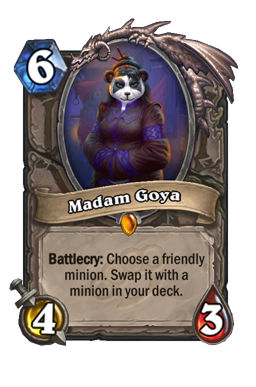 6
Madam Goya
Battlecry: Choose a friendly
minion. Swap it with a
minion in your deck.
4
3